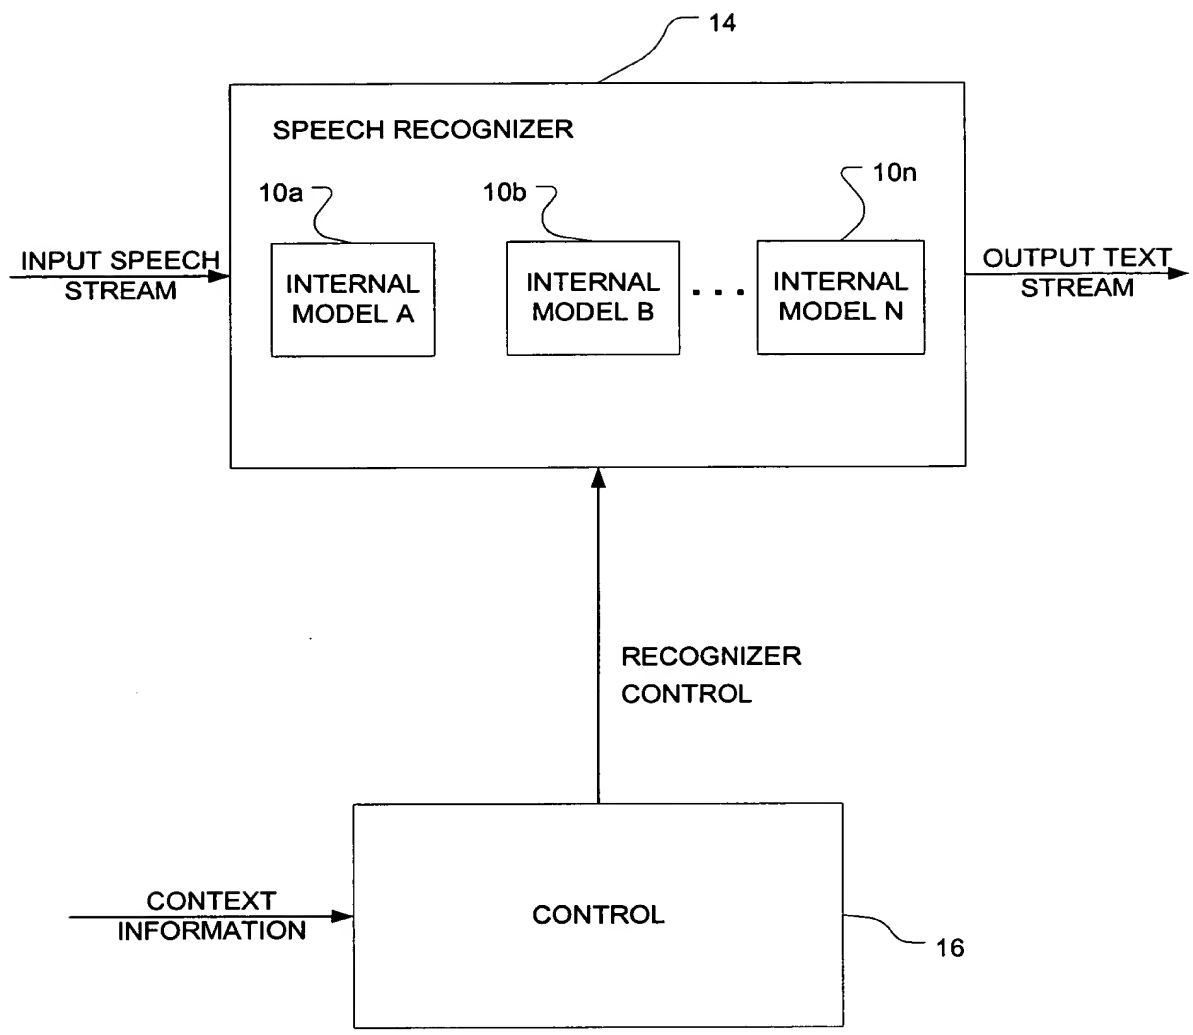 14
SPEECH RECOGNIZER
10a
10b
10n
INPUT SPEECH
STREAM
INTERNAL
MODEL A
INTERNAL
MODEL B
. . .
INTERNAL
MODEL N
OUTPUT TEXT
STREAM
RECOGNIZER
CONTROL
CONTEXT
INFORMATION
CONTROL
16